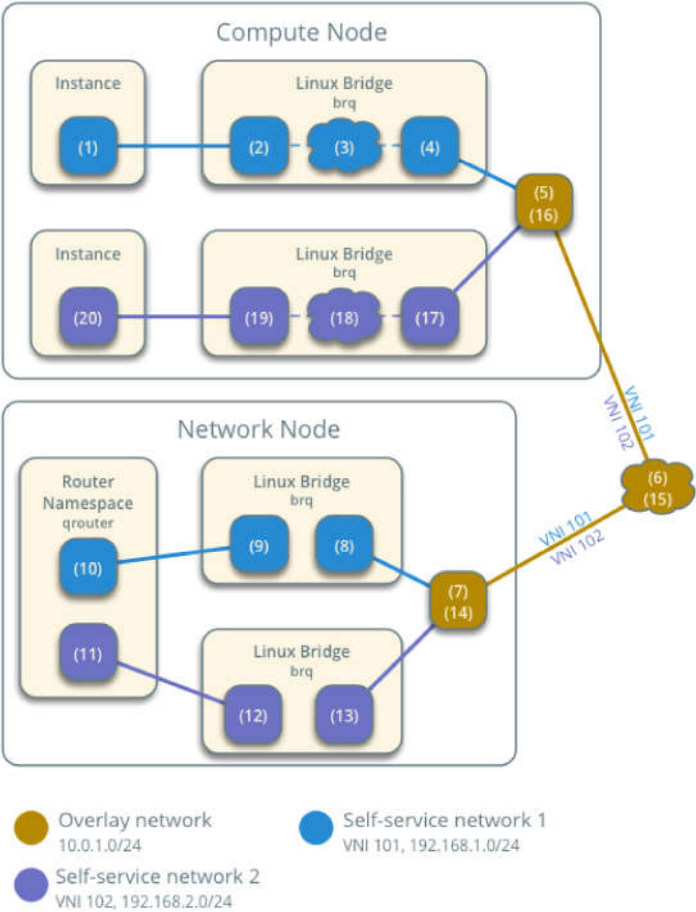 Compute Node
Instance
Linux Bridge
brq
(1)
(2)
(3)
(4)
(5)
(16)
Instance
Linux Bridge
brq
(20)
(19)
(18)
(17)
VNI 101
VNI 102
(6)
(15)
Network Node
Router
Namespace
qrouter
Linux Bridge
brq
(10)
(9)
(8)
VNI 101
VNI 102
(7)
(14)
(11)
Linux Bridge
brq
(12)
(13)
Overlay network
10.0.1.0/24
Self-service network 1
VNI 101, 192.168.1.0/24
Self-service network 2
VNI 102, 192.168.2.0/24